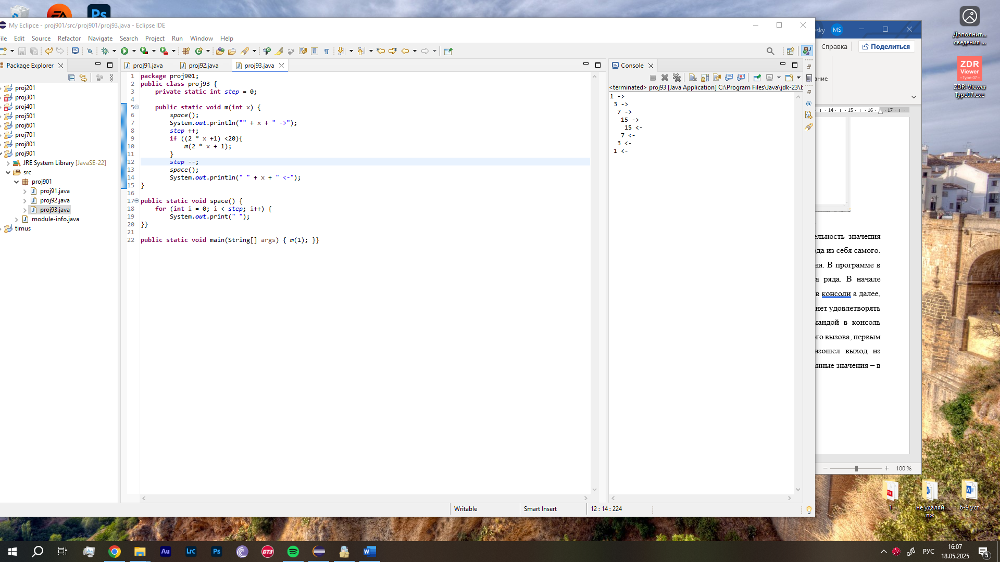 My Eclipce - proj901/src/proj901/proj93.java - Eclipse IDE
ile Edit Source Refactor Navigate Search Project Run Window Help
Package Explorer
proj201
proj301
proj401
proj501
proj601
proj701
proj801
proj901
JRE System Library [JavaSE-22]
src
proj901
proj91.java
proj92.java
proj93.java
module-info.java
timus
proj91.java proj92.java proj93.java
1 package proj901;
2 public class proj93 {
3 private static int step = 0;
4
5 public static void m(int x) {
6 space();
7 System.out.println("" + x + " ->");
8 step ++;
9 if ((2 * x +1) <20){
10 m(2 * x + 1);
11 }
12 step --;
13 space();
14 System.out.println(" " + x + " <-");
15 }
16
17 public static void space() {
18 for (int i = 0; i < step; i++) {
19 System.out.print(" ");
20 }}
21
22 public static void main(String[] args) { m(1); }}
Console
<terminated> proj93 [Java Application] C:\Program Files\Java\jdk-23\b
1 ->
3 ->
7 ->
15 ->
15 <-
7 <-
3 <-
1 <-
Writable Smart Insert 12 : 14 : 224
sky MS
Справка Поделиться
ание
14 15 16 17
ельность значения
да из себя самого.
ии. В программе в
а ряда. В начале
в консоли а далее,
нет удовлетворять
мандой в консоль
го вызова, первым
изошел выход из
нные значения – в
100 %
Дополнит...
сведения ...
ZDR
Viewer
~Type 07~
ZDR-Viewer
Type07.exe
1
не удаляй
пж
6-9 уст
Ps
Au Lrc Ps GT3
РУС
16:07
18.05.2025
5